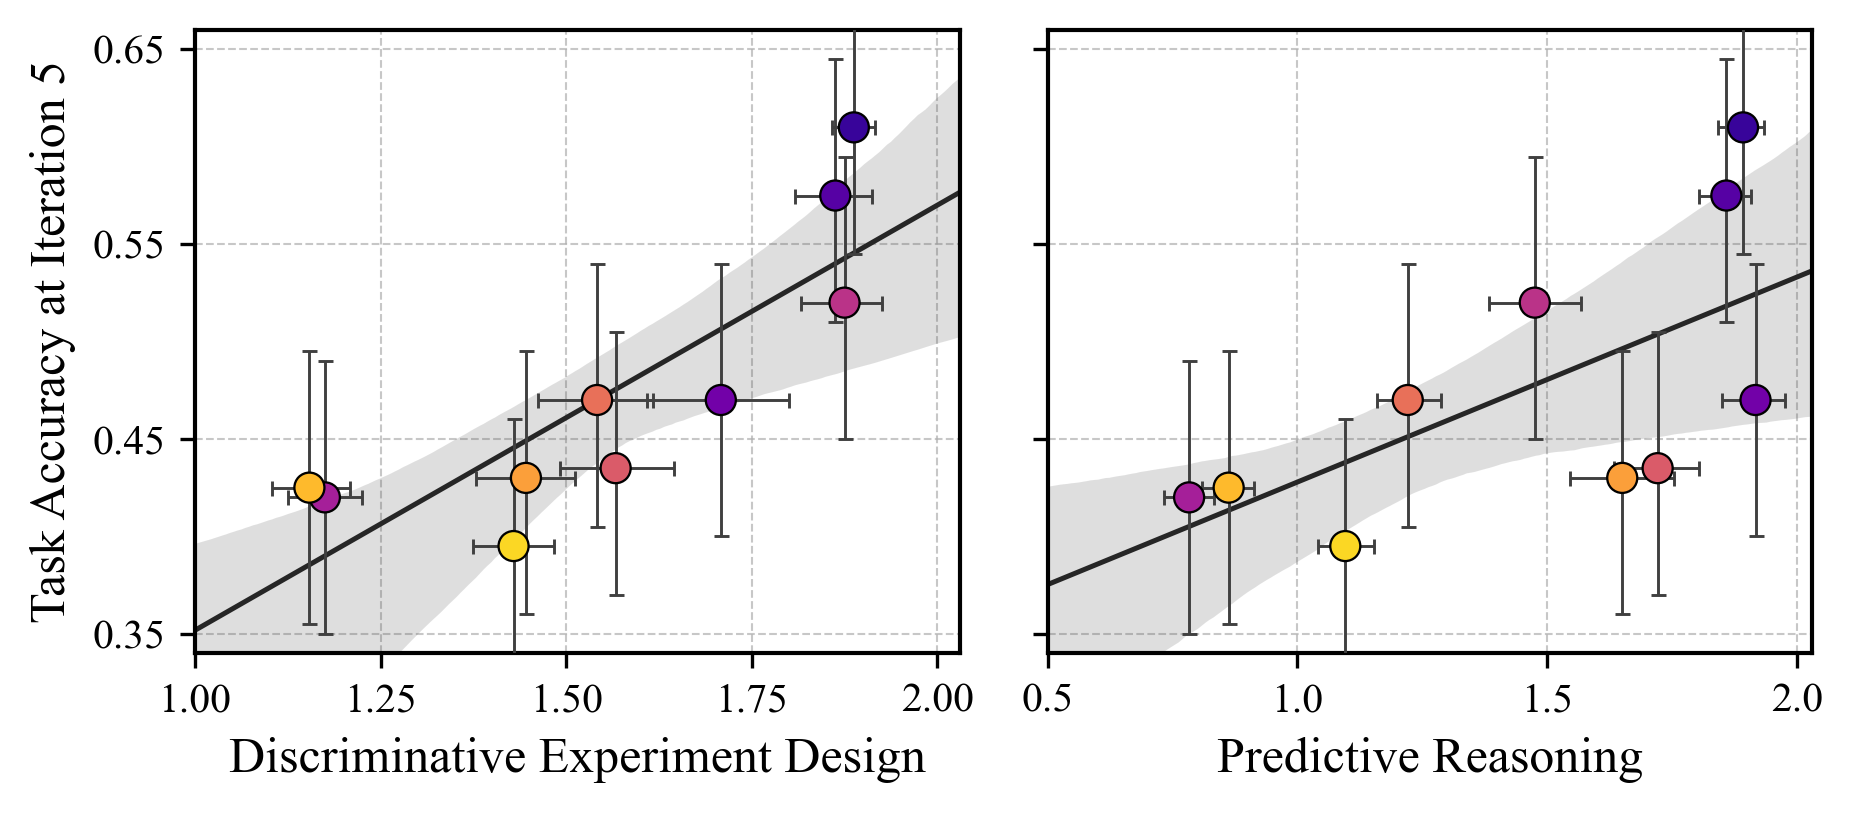 Task Accuracy at Iteration 5
0.65
0.55
0.45
0.35
1.00 1.25 1.50 1.75 2.00
Discriminative Experiment Design
0.5 1.0 1.5 2.0
Predictive Reasoning